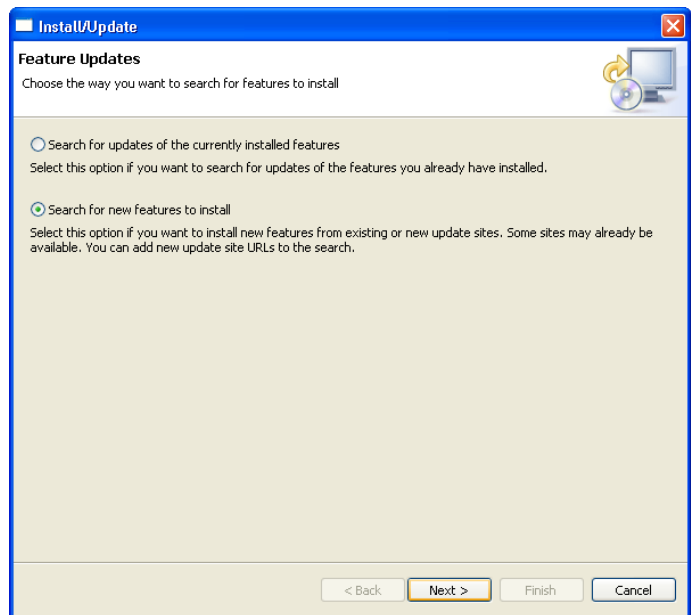 Install/Update
Feature Updates
Choose the way you want to search for features to install
Search for updates of the currently installed features
Select this option if you want to search for updates of the features you already have installed.
Search for new features to install
Select this option if you want to install new features from existing or new update sites. Some sites may already be
available. You can add new update site URLs to the search.
< Back Next > Finish Cancel